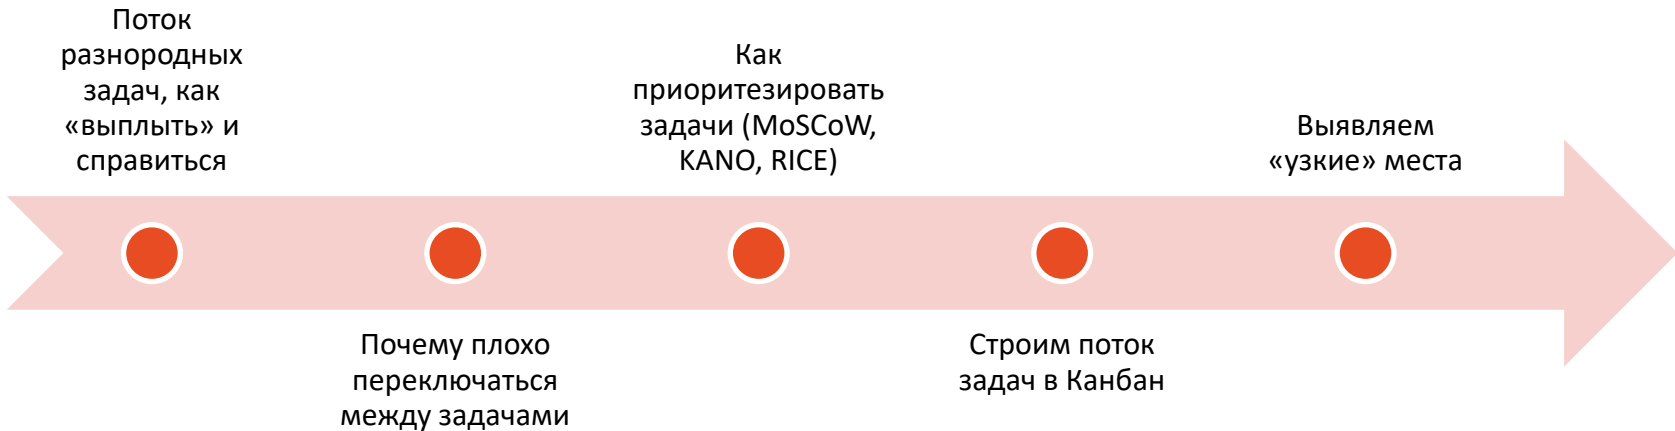 Поток
разнородных
задач, как
«выплыть» и
справиться
Почему плохо
переключаться
между задачами
Как
приоритезировать
задачи (MoSCoW,
KANO, RICE)
Строим поток
задач в Канбан
Выявляем
«узкие» места